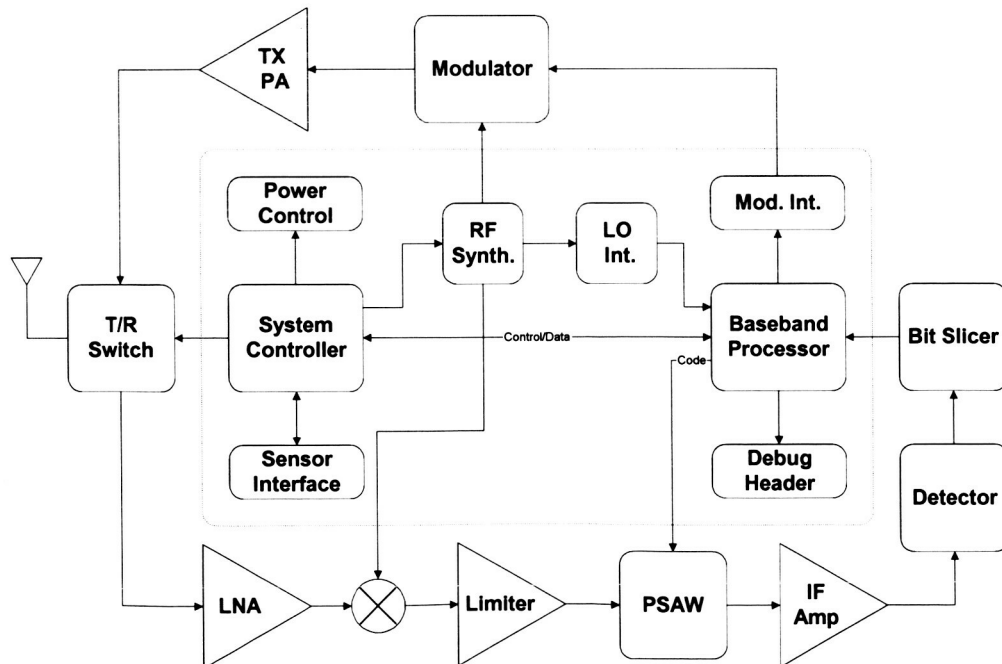 TX
PA
Modulator
Power
Control
RF
Synth.
LO
Int.
Mod. Int.
T/R
Switch
System
Controller
Control/Data
Baseband
Processor
Code
Bit Slicer
Sensor
Interface
Debug
Header
Detector
LNA
Limiter
PSAW
IF
Amp